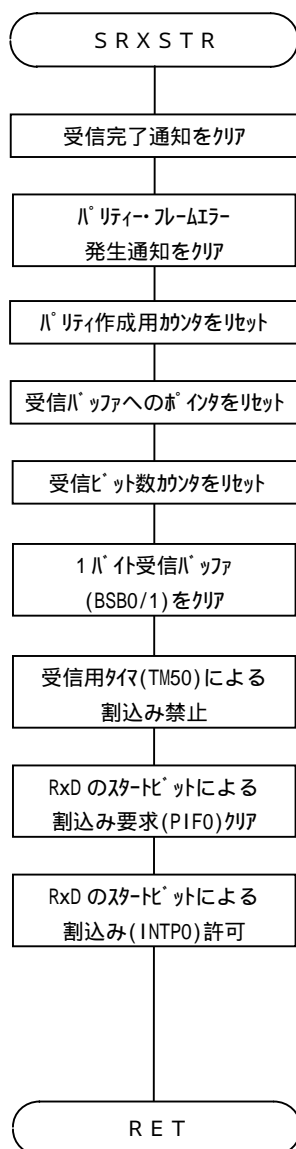 ＳＲＸＳＴＲ
受信完了通知をｸﾘｱ
ﾊﾟﾘﾃｨｰ･ﾌﾚｰﾑｴﾗｰ
発生通知をｸﾘｱ
ﾊﾟﾘﾃｨ作成用ｶｳﾝﾀをﾘｾｯﾄ
受信ﾊﾞｯﾌｧへのﾎﾟｲﾝﾀをﾘｾｯﾄ
受信ﾋﾞｯﾄ数ｶｳﾝﾀをﾘｾｯﾄ
1ﾊﾞｲﾄ受信ﾊﾞｯﾌｧ
(BSB0/1)をｸﾘｱ
受信用ﾀｲﾏ(TM50)による
割込み禁止
RxDのｽﾀｰﾄﾋﾞｯﾄによる
割込み要求(PIF0)ｸﾘｱ
RxDのｽﾀｰﾄﾋﾞｯﾄによる
割込み(INTP0)許可
ＲＥＴ